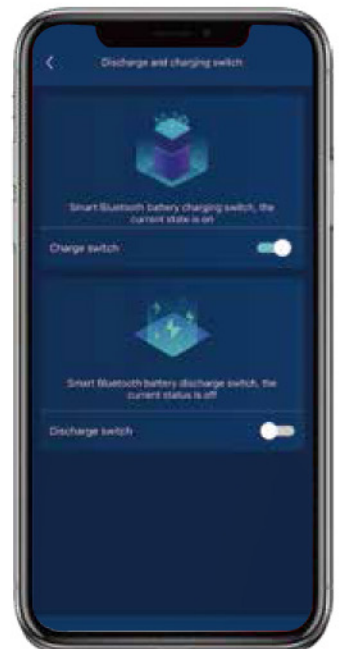 Discharge and charging switch
Smart Bluetooth battery charging switch, the
current state is on
Charge switch
Smart Bluetooth battery discharge switch, the
current status is off
Discharge switch